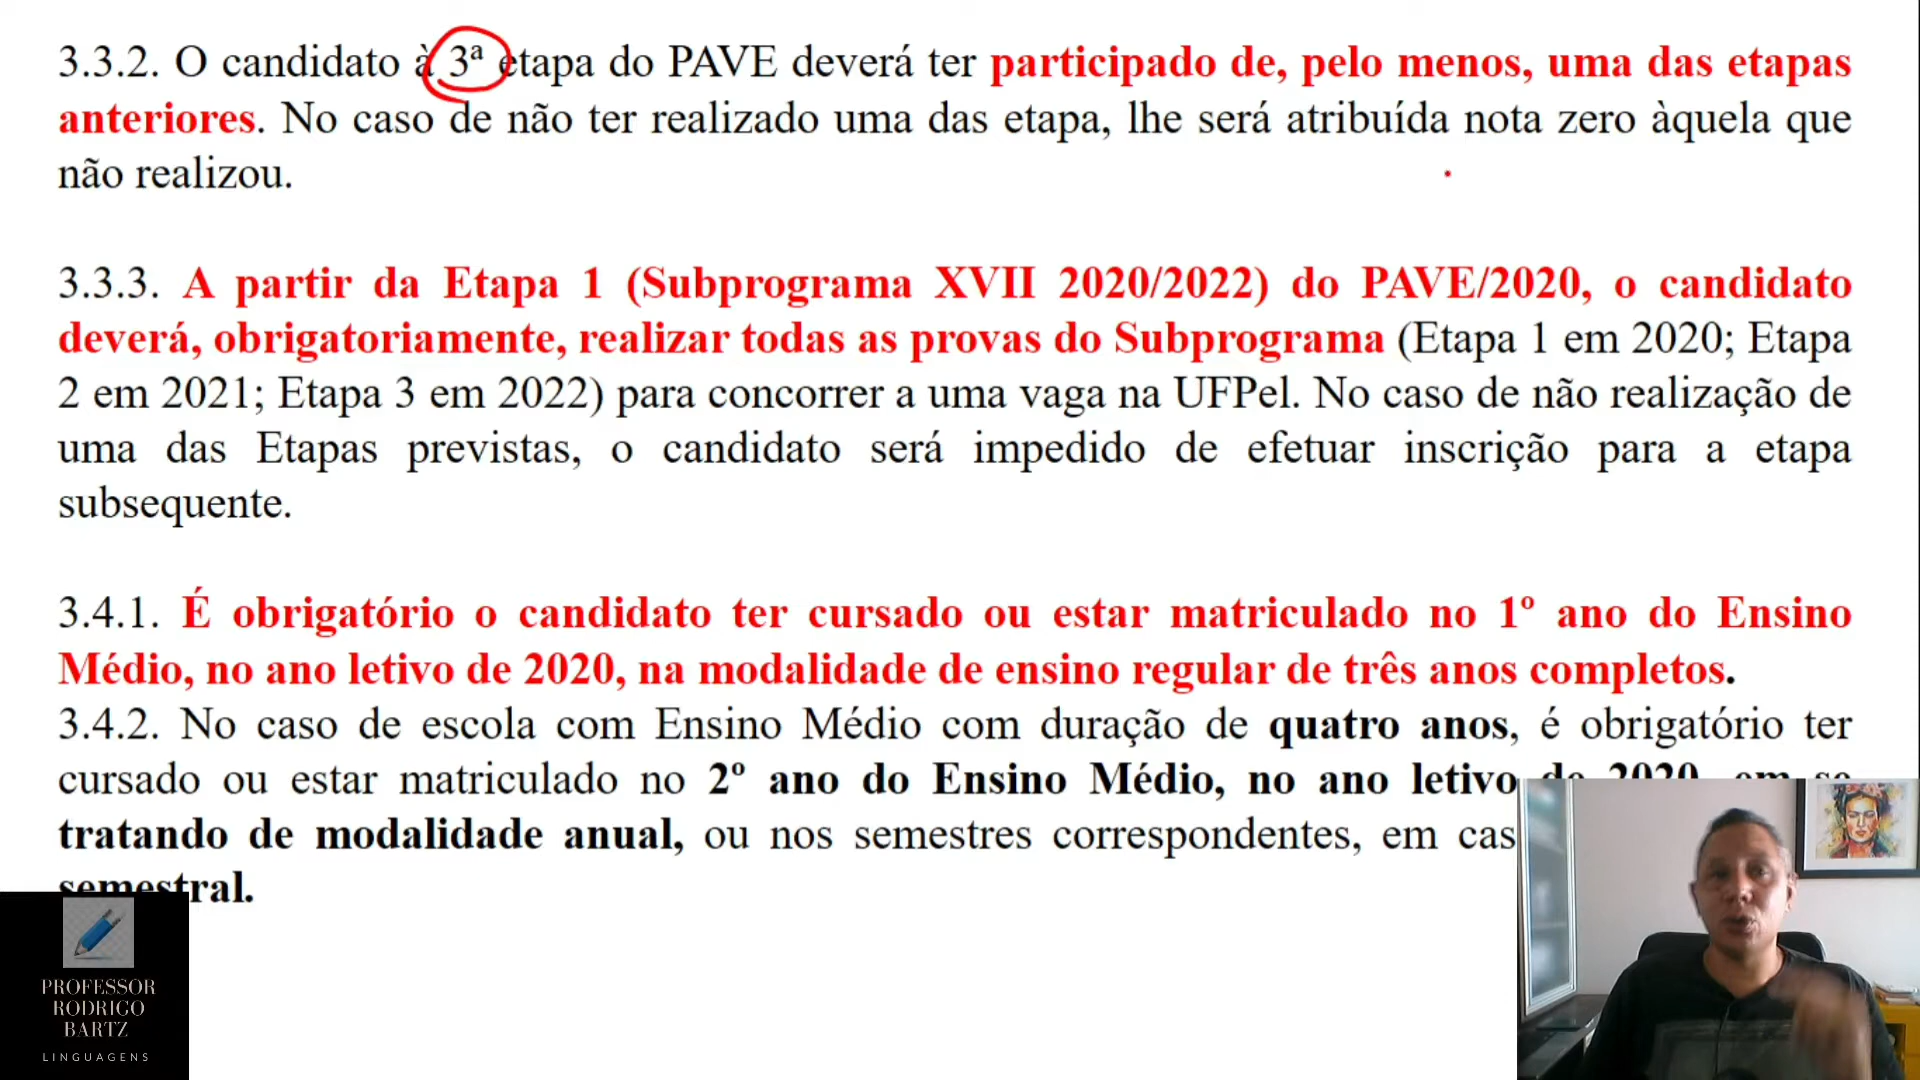 3.3.2. O candidato à 3ª etapa do PAVE deverá ter participado de, pelo menos, uma das etapas
anteriores. No caso de não ter realizado uma das etapa, lhe será atribuída nota zero àquela que
não realizou.
3.3.3. A partir da Etapa 1 (Subprograma XVII 2020/2022) do PAVE/2020, o candidato
deverá, obrigatoriamente, realizar todas as provas do Subprograma (Etapa 1 em 2020; Etapa
2 em 2021; Etapa 3 em 2022) para concorrer a uma vaga na UFPel. No caso de não realização de
uma das Etapas previstas, o candidato será impedido de efetuar inscrição para a etapa
subsequente.
3.4.1. É obrigatório o candidato ter cursado ou estar matriculado no 1º ano do Ensino
Médio, no ano letivo de 2020, na modalidade de ensino regular de três anos completos.
3.4.2. No caso de escola com Ensino Médio com duração de quatro anos, é obrigatório ter
cursado ou estar matriculado no 2º ano do Ensino Médio, no ano letivo de 2020, em se
tratando de modalidade anual, ou nos semestres correspondentes, em cas
semestral.
PROFESSOR
RODRIGO
BARTZ
LINGUAGENS